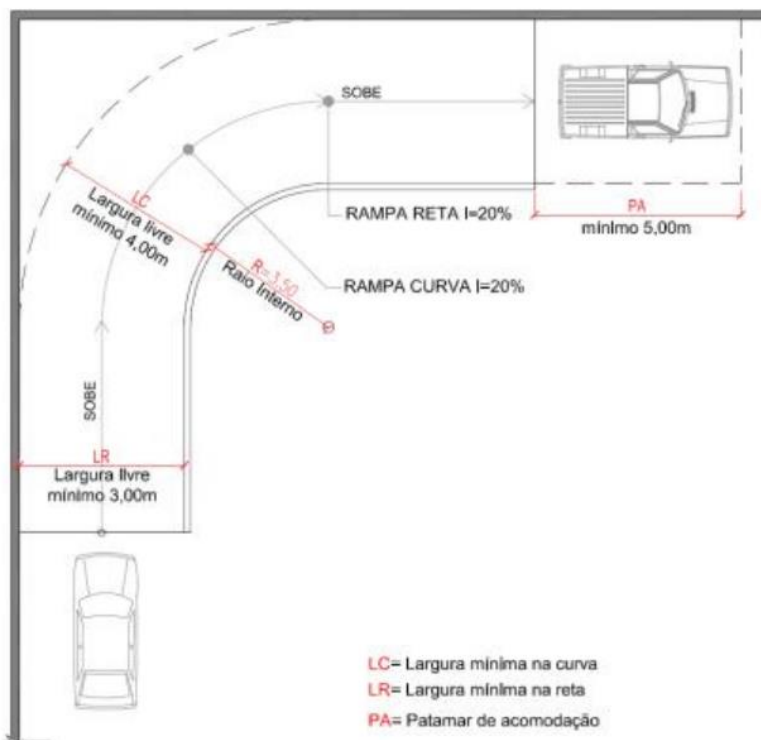 SOBE
LC
Largura livre
mínimo 4,00m
RAMPA RETA I=20%
PA
mínimo 5,00m
R=3,50
Raio Interno
RAMPA CURVA I=20%
SOBE
LR
Largura livre
mínimo 3,00m
LC= Largura mínima na curva
LR= Largura mínima na reta
PA= Patamar de acomodação